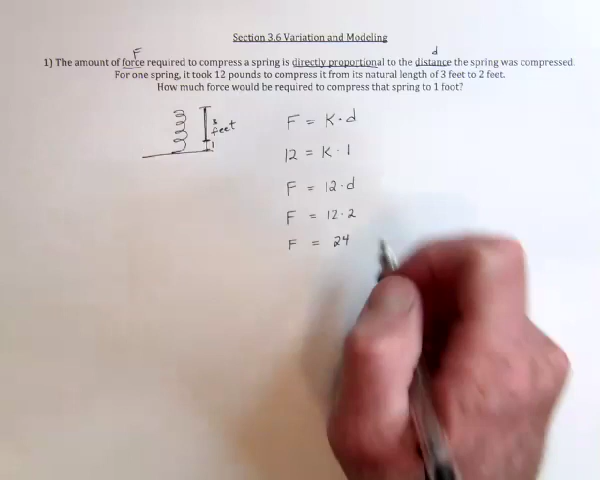 Section 3.6 Variation and Modeling
F d
1) The amount of force required to compress a spring is directly proportional to the distance the spring was compressed.
For one spring, it took 12 pounds to compress it from its natural length of 3 feet to 2 feet.
How much force would be required to compress that spring to 1 foot?
3
feet
1
F = K·d
12 = K·1
F = 12·d
F = 12·2
F = 24